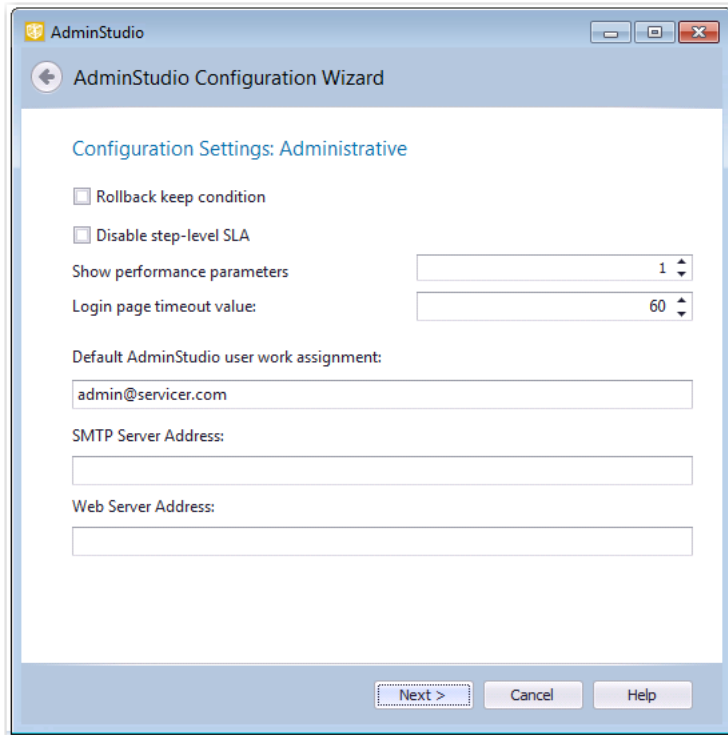 AdminStudio
AdminStudio Configuration Wizard
Configuration Settings: Administrative
Rollback keep condition
Disable step-level SLA
Show performance parameters 1
Login page timeout value: 60
Default AdminStudio user work assignment:
admin@servicer.com
SMTP Server Address:
Web Server Address:
Next > Cancel Help